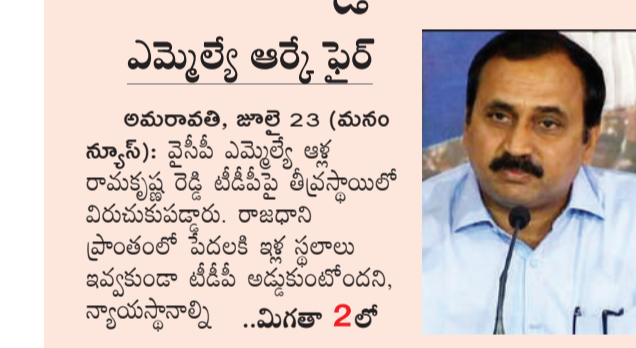 ఎమ్మెల్యే ఆర్కే ఫైర్
అమరావతి, జూలై 23 (మనం
న్యూస్): వైసీపీ ఎమ్మెల్యే ఆళ్ల
రామకృష్ణ రెడ్డి టీడీపీపై తీవ్రస్థాయిలో
విరుచుకుపడ్డారు. రాజధాని
ప్రాంతంలో పేదలకి ఇళ్ల స్థలాలు
ఇవ్వకుండా టీడీపీ అడ్డుకుంటోందని,
న్యాయస్థానాల్ని ..మిగతా 2లో